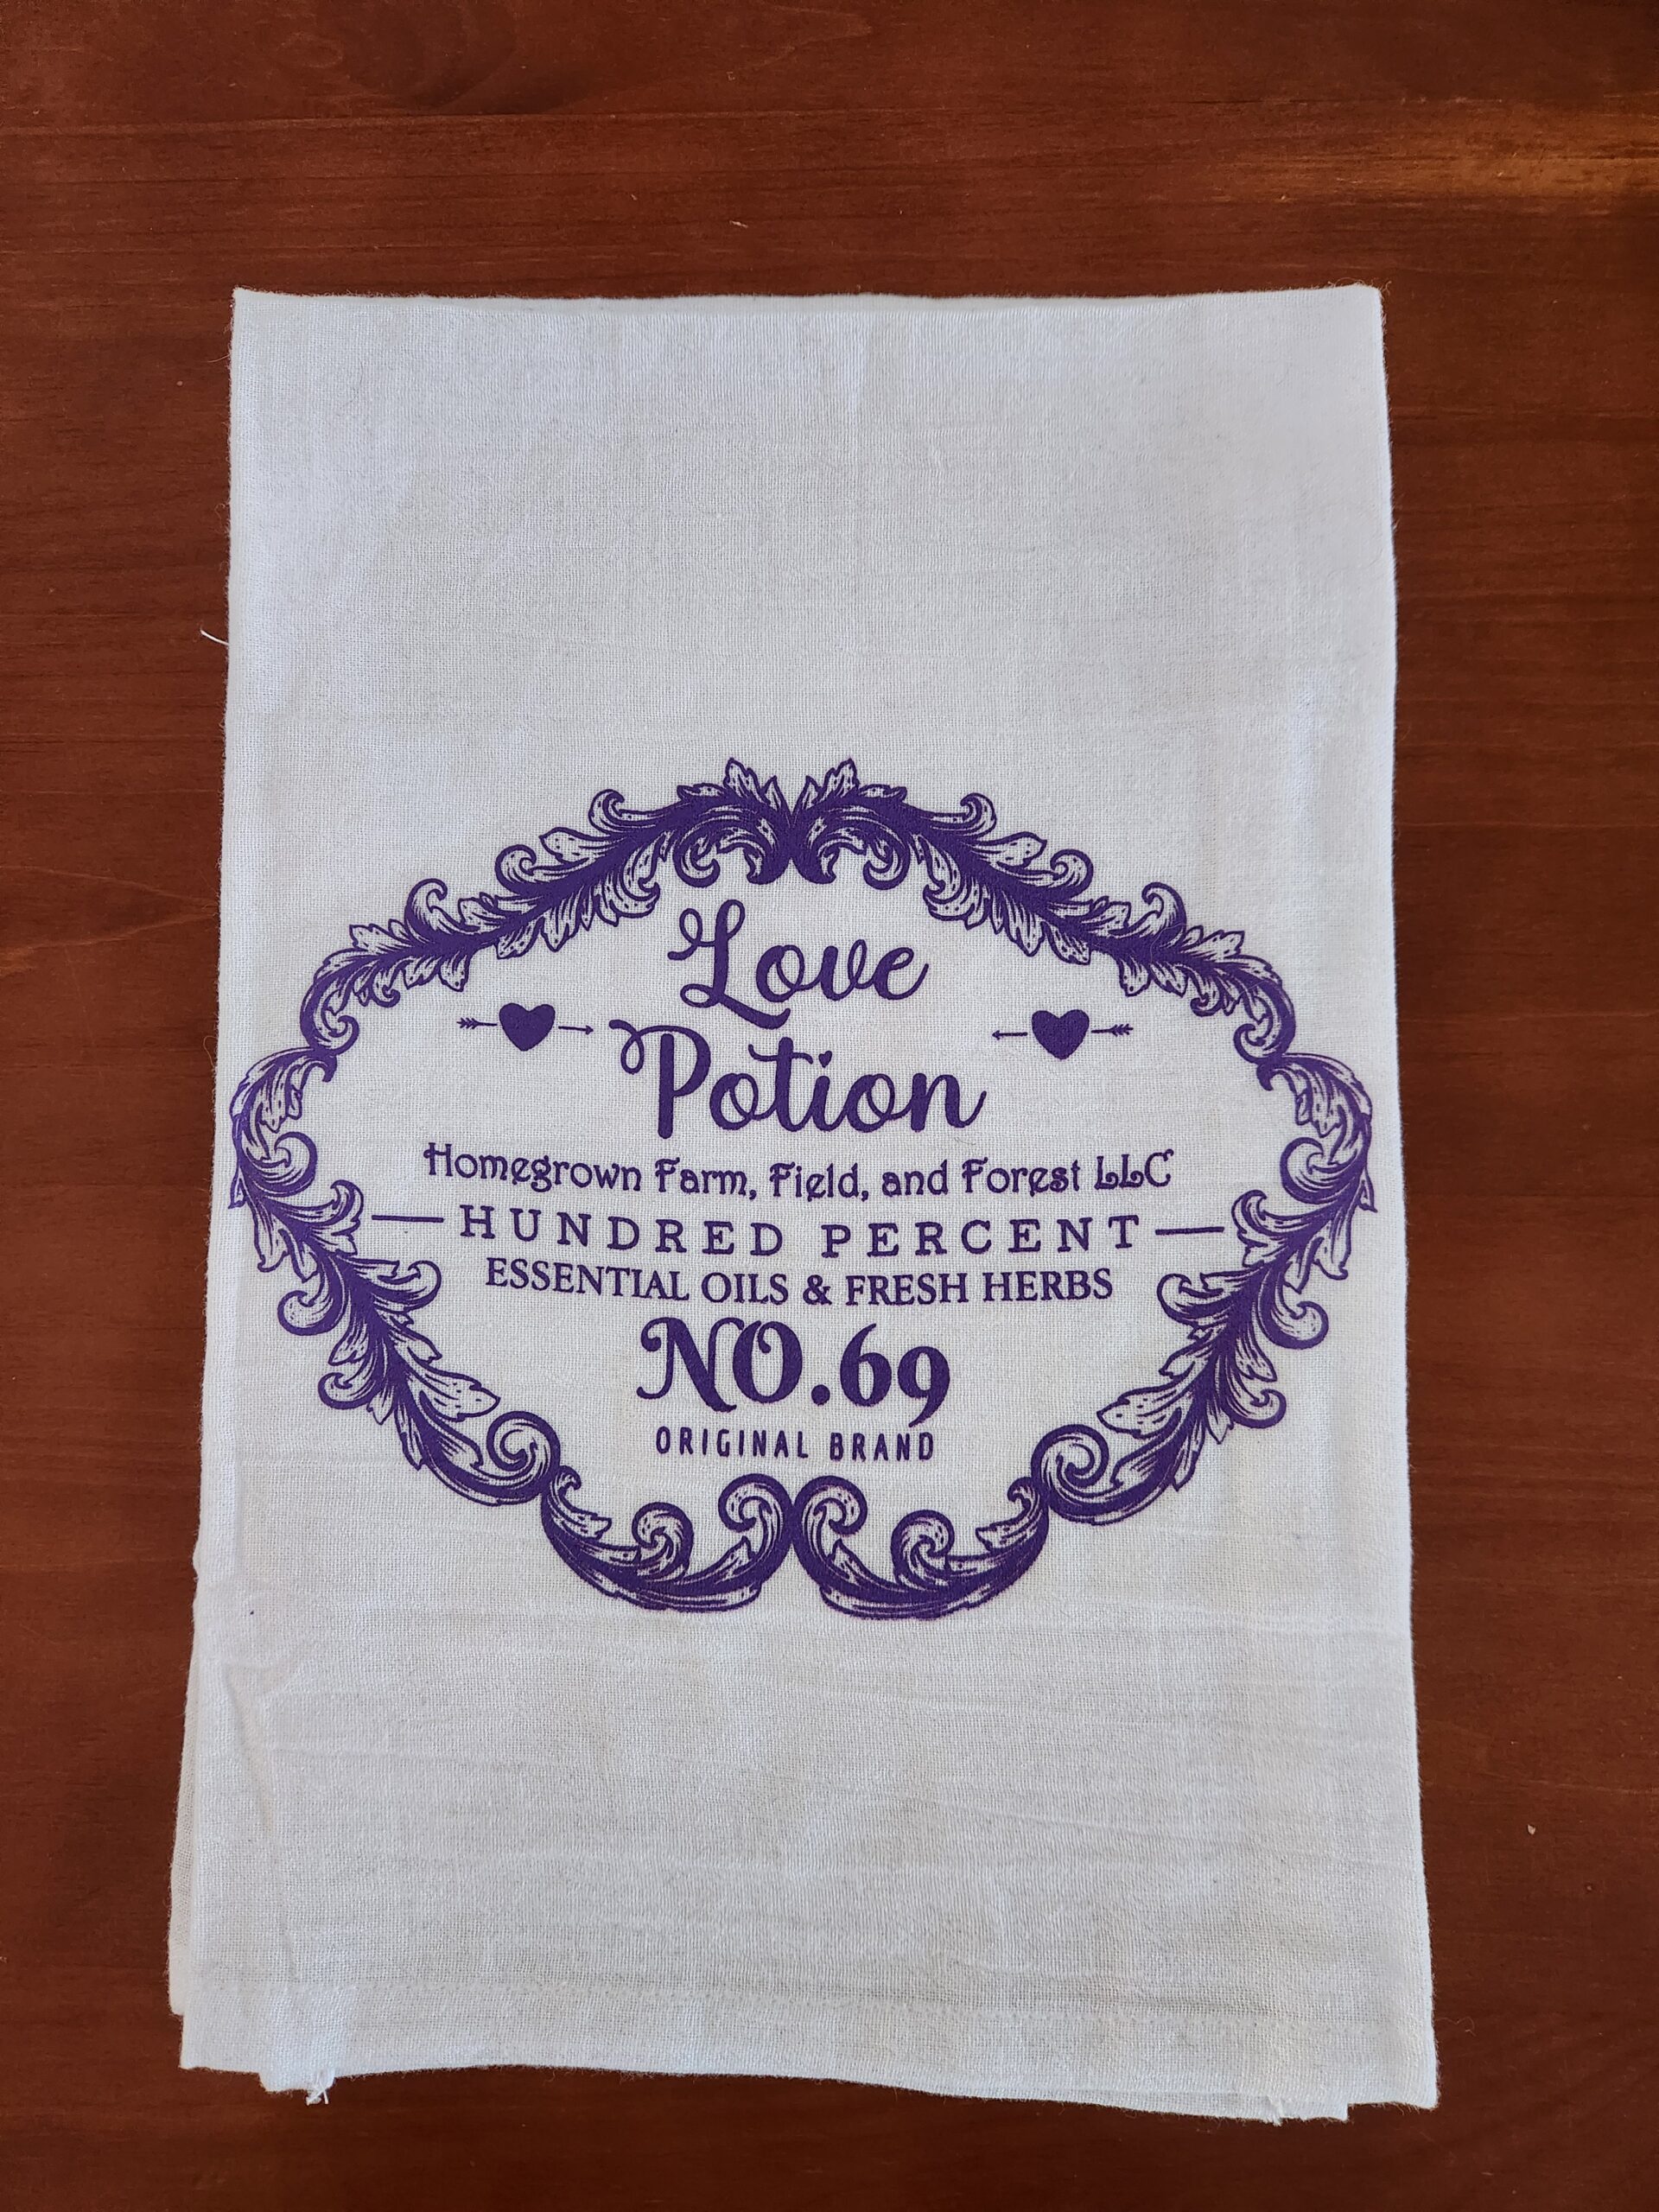 Love
Potion
Homegrown Farm, Field, and Forest LLC
HUNDRED PERCENT
ESSENTIAL OILS & FRESH HERBS
NO.69
ORIGINAL BRAND